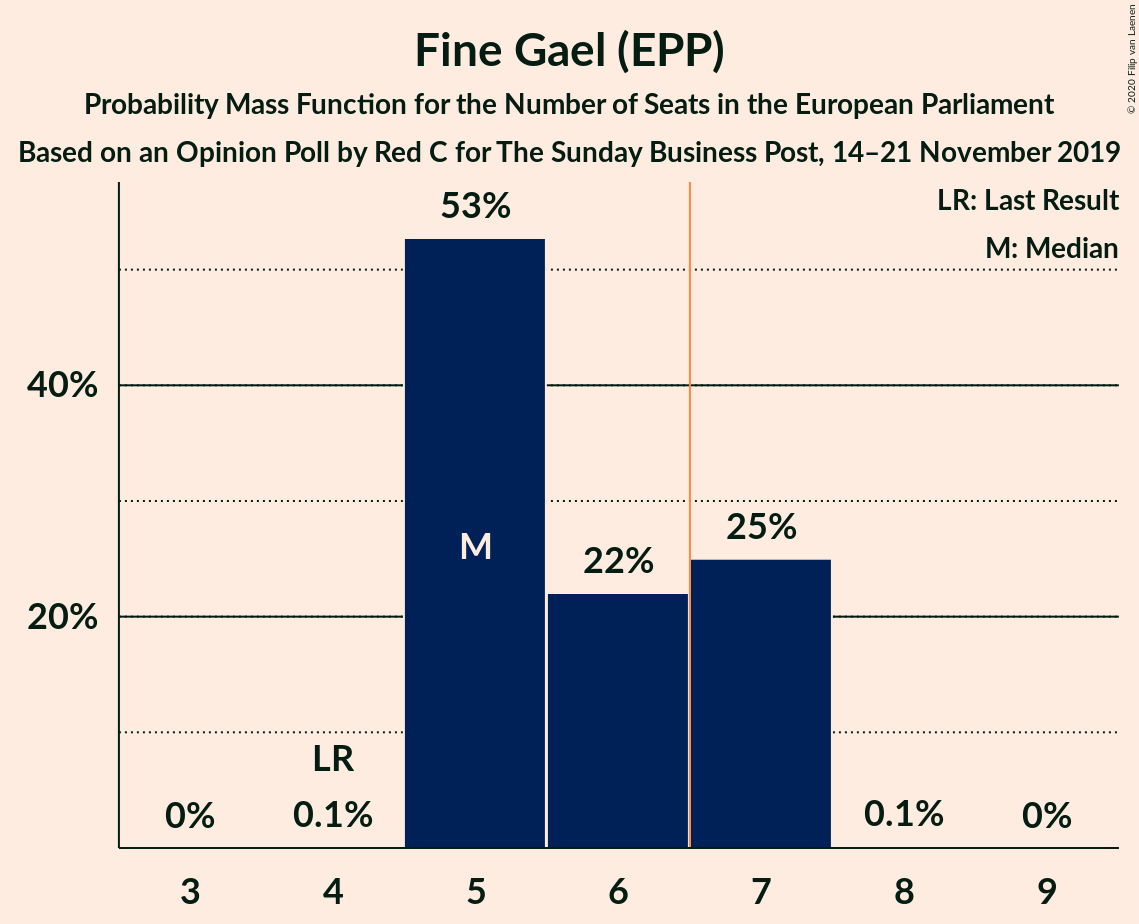 Fine Gael (EPP)
Probability Mass Function for the Number of Seats in the European Parliament
Based on an Opinion Poll by Red C for The Sunday Business Post, 14–21 November 2019
© 2020 Filip van Laenen
LR: Last Result
M: Median
53%
40%
M
25%
22%
20%
LR
0%
0.1%
0.1%
0%
3 4 5 6 7 8 9